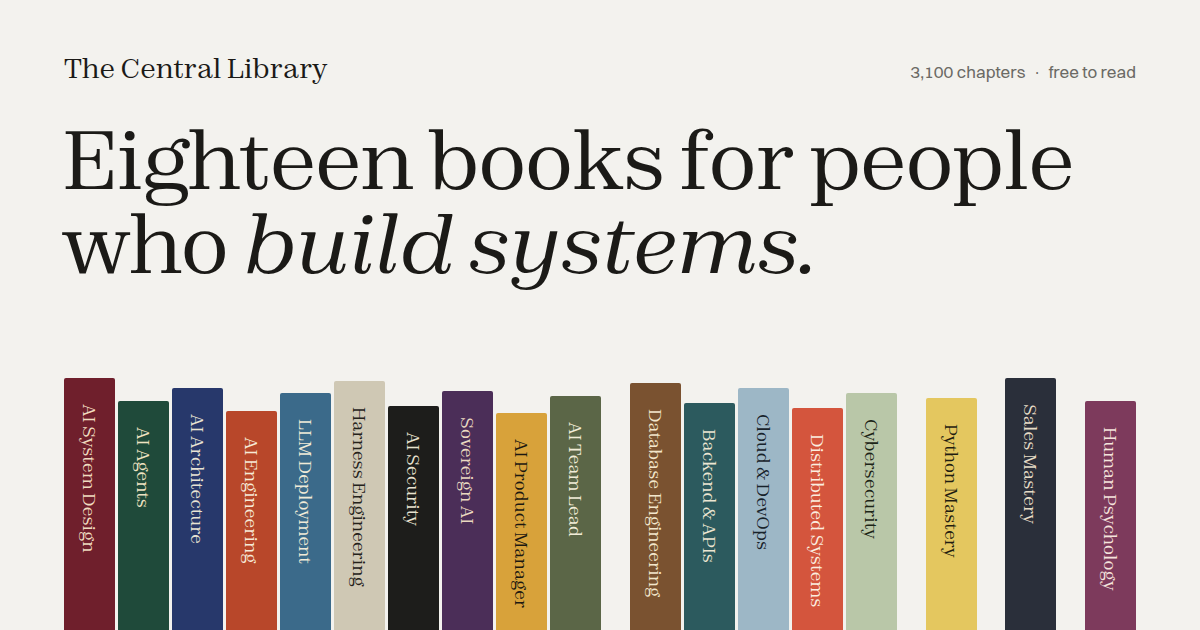 The Central Library
3,100 chapters · free to read
Eighteen books for people
who build systems.
AI System Design
AI Agents
AI Architecture
AI Engineering
LLM Deployment
Harness Engineering
AI Security
Sovereign AI
AI Product Manager
AI Team Lead
Database Engineering
Backend & APIs
Cloud & DevOps
Distributed Systems
Cybersecurity
Python Mastery
Sales Mastery
Human Psychology